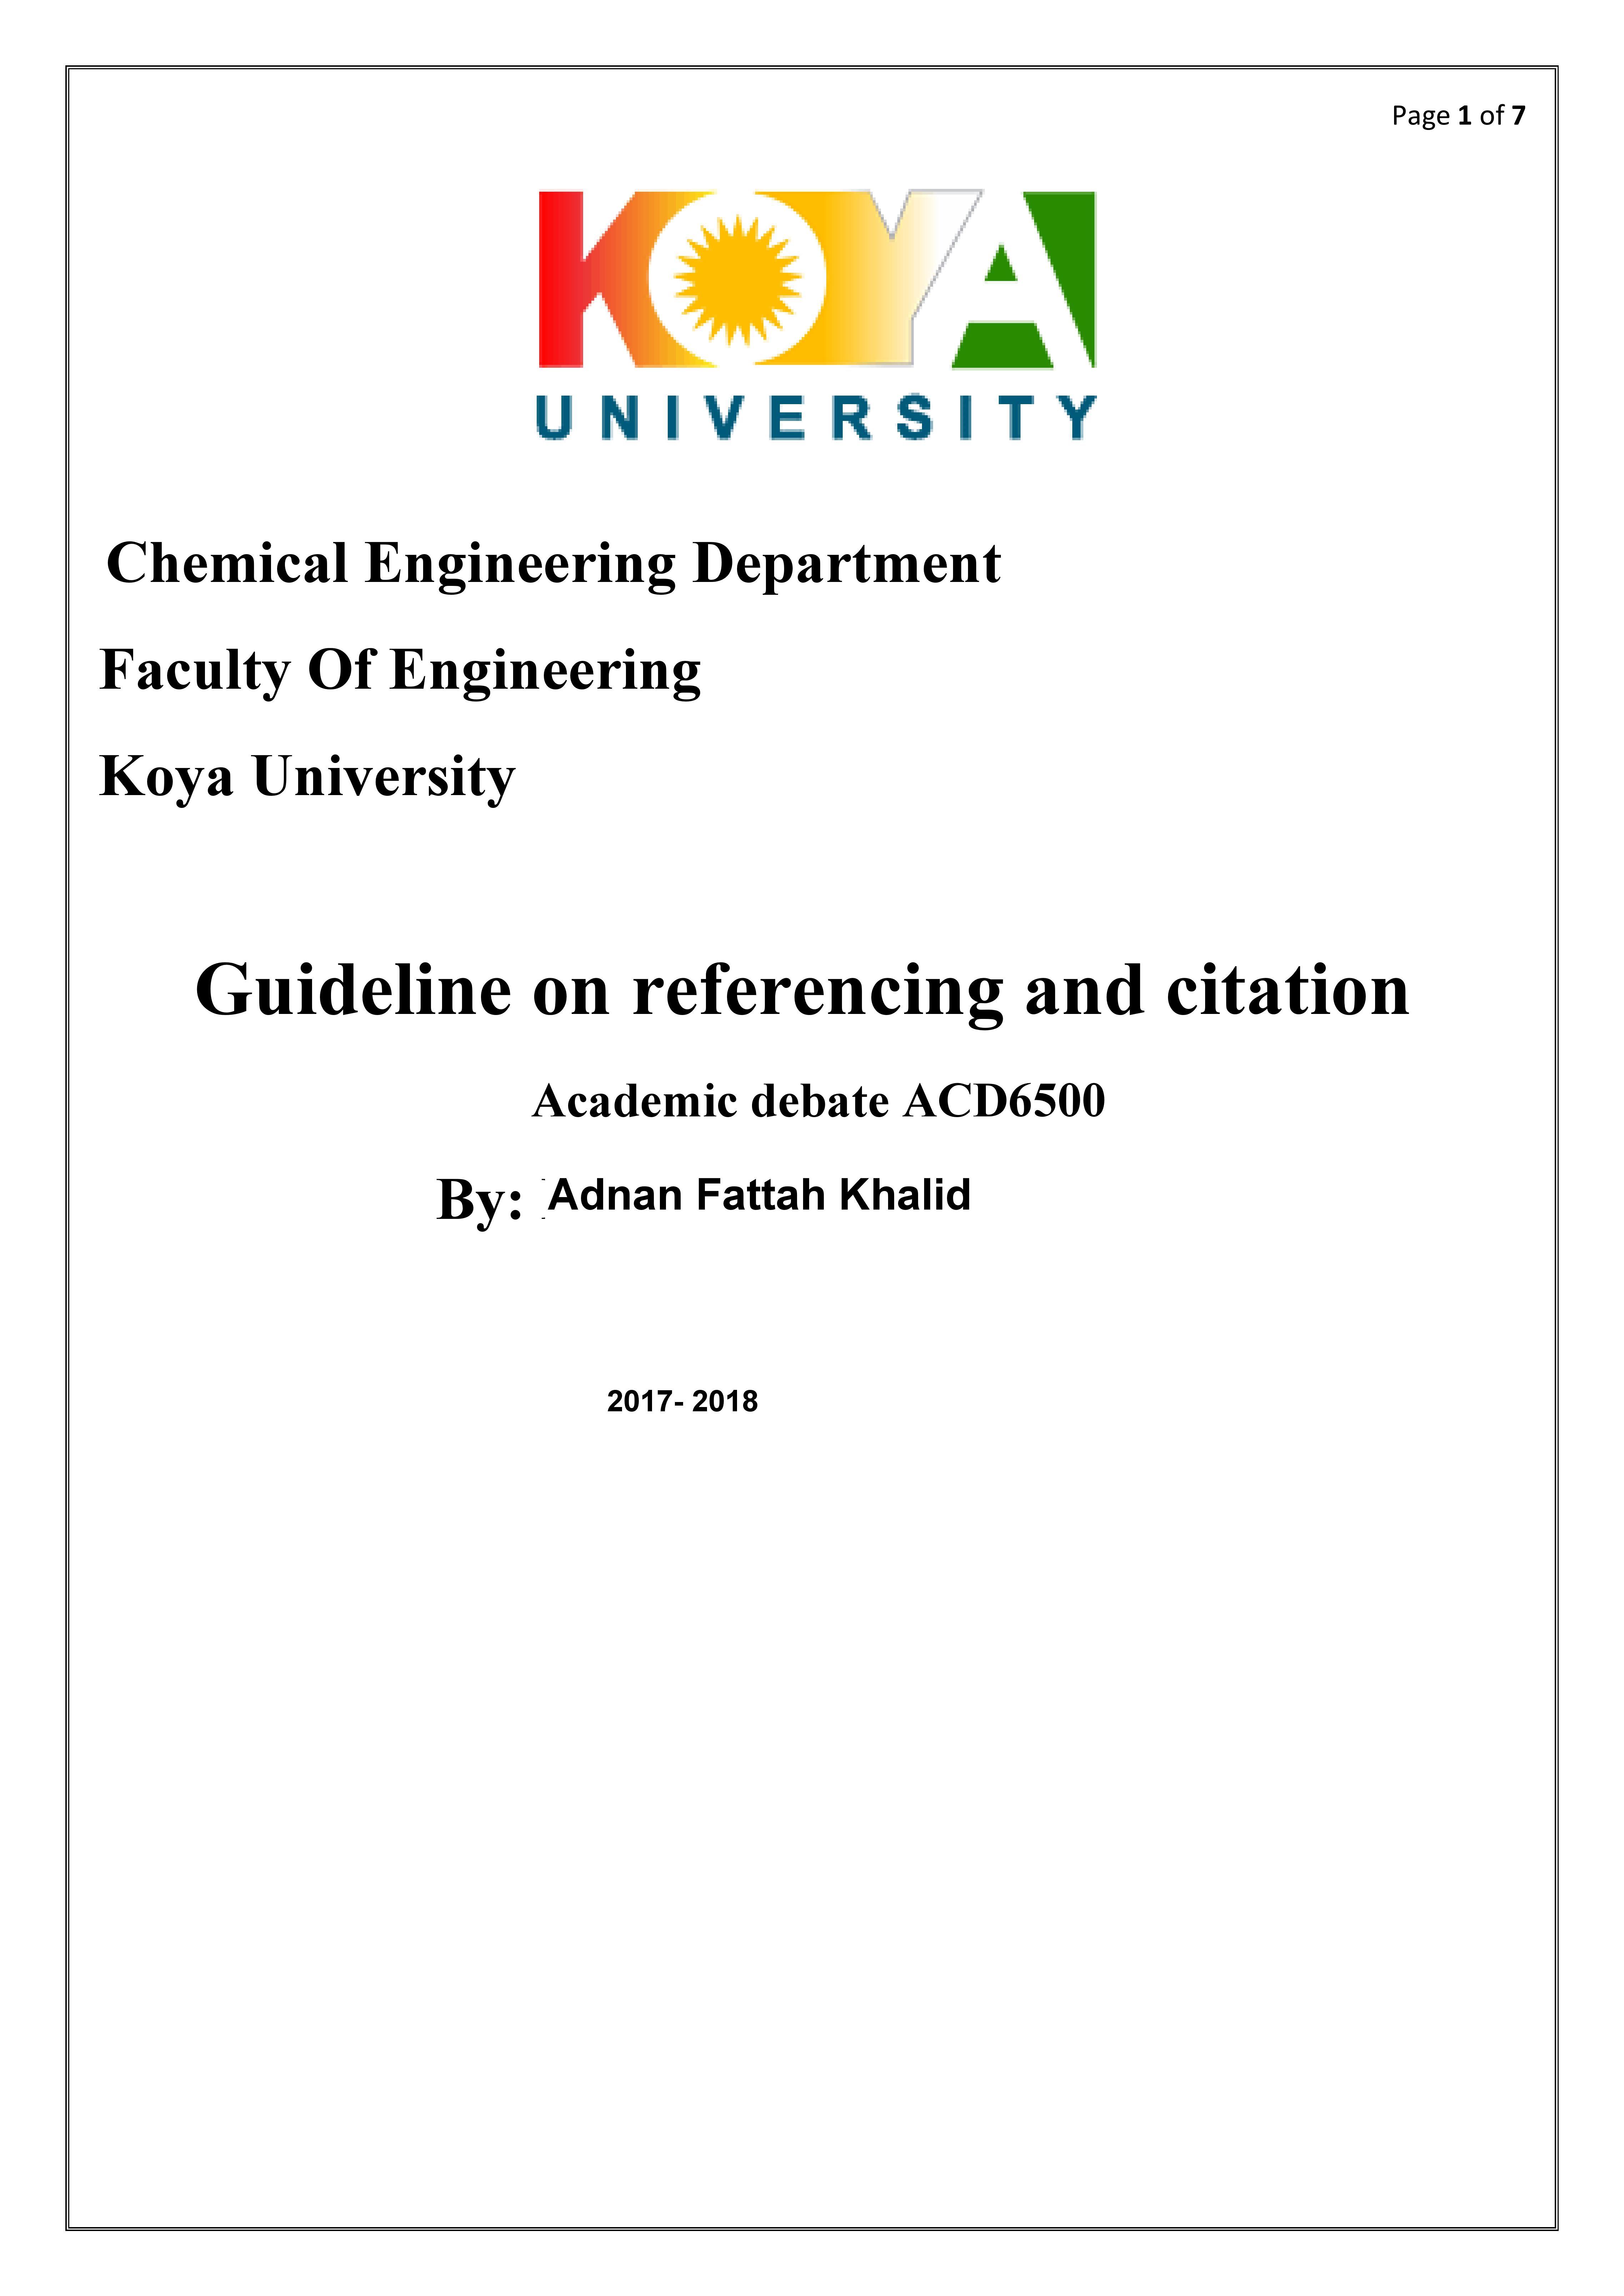 Page 1 of 7
KOYA
UNIVERSITY
Chemical Engineering Department
Faculty Of Engineering
Koya University
Guideline on referencing and citation
Academic debate ACD6500
By: Adnan Fattah Khalid
2017- 2018